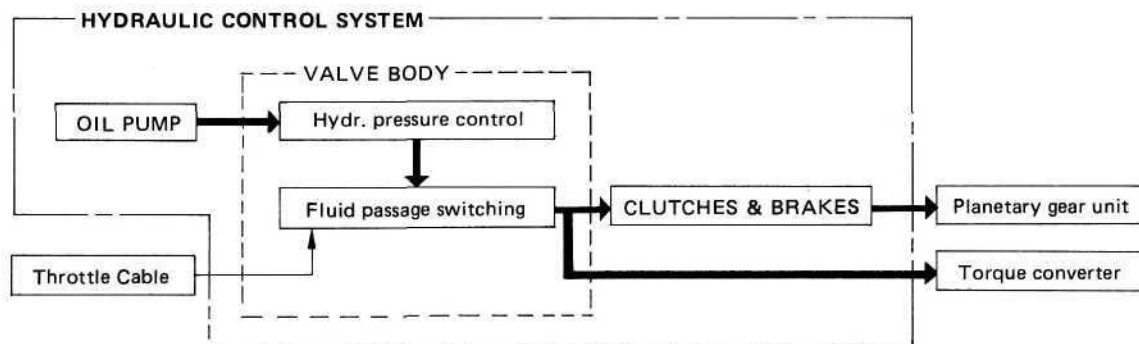 HYDRAULIC CONTROL SYSTEM
VALVE BODY
OIL PUMP
Hydr. pressure control
Fluid passage switching
CLUTCHES & BRAKES
Planetary gear unit
Throttle Cable
Torque converter